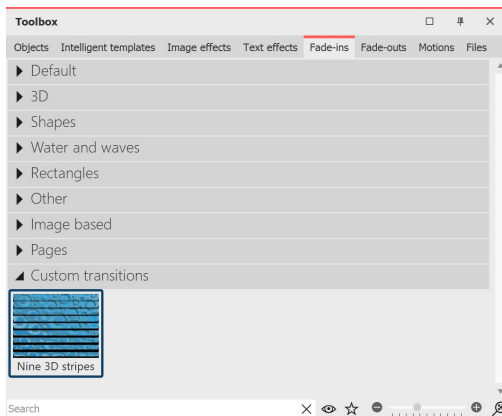 Toolbox
Objects Intelligent templates Image effects Text effects Fade-ins Fade-outs Motions Files
Default
3D
Shapes
Water and waves
Rectangles
Other
Image based
Pages
Custom transitions
Nine 3D stripes
Search